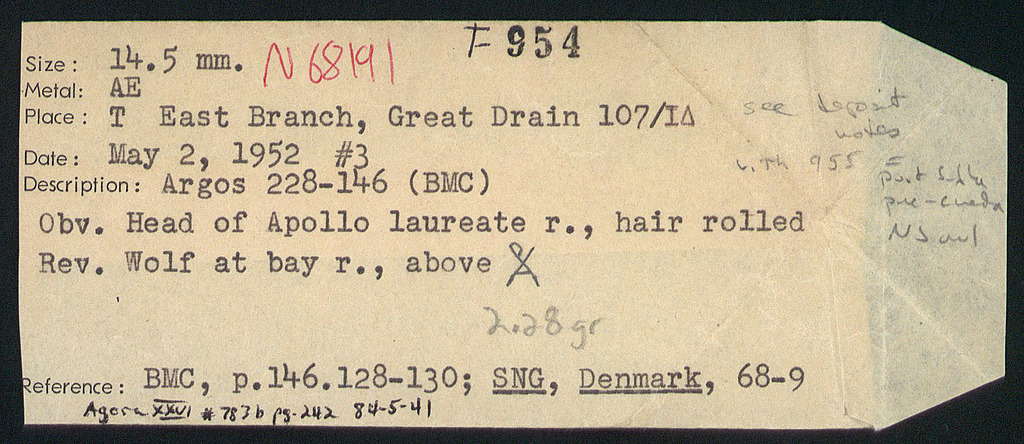 T 954
Size: 14.5 mm. N 68191
Metal: AE
Place: T East Branch, Great Drain 107/ΙΔ
see deposit
notes
with 955 =
Date: May 2, 1952 #3
Description: Argos 228-146 (BMC)
Obv. Head of Apollo laureate r., hair rolled
Rev. Wolf at bay r., above
2.28 gr
Reference: BMC, p.146.128-130; SNG, Denmark, 68-9
Agora XXVI # 783b pg. 242 84-5-41